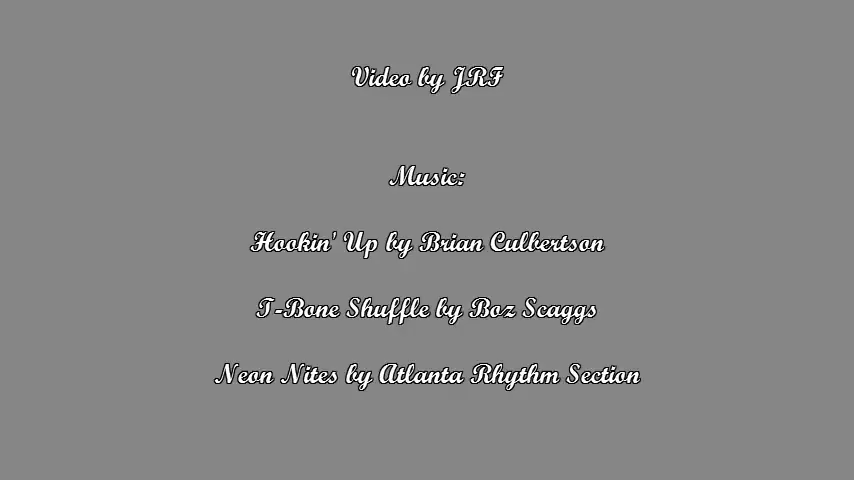 Video by JRF
Music:
Hookin' Up by Brian Culbertson
T-Bone Shuffle by Boz Scaggs
Neon Nites by Atlanta Rhythm Section